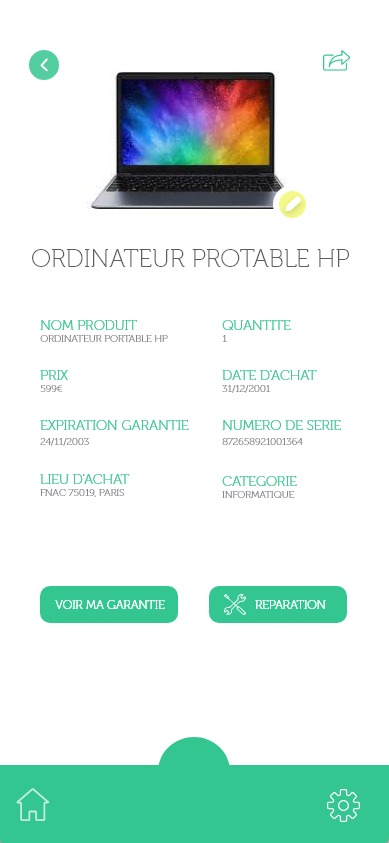 ORDINATEUR PROTABLE HP
NOM PRODUIT
ORDINATEUR PORTABLE HP
QUANTITE
1
PRIX
599€
DATE D'ACHAT
31/12/2001
EXPIRATION GARANTIE
24/11/2003
NUMERO DE SERIE
872658921001364
LIEU D'ACHAT
FNAC 75019, PARIS
CATEGORIE
INFORMATIQUE
VOIR MA GARANTIE
REPARATION